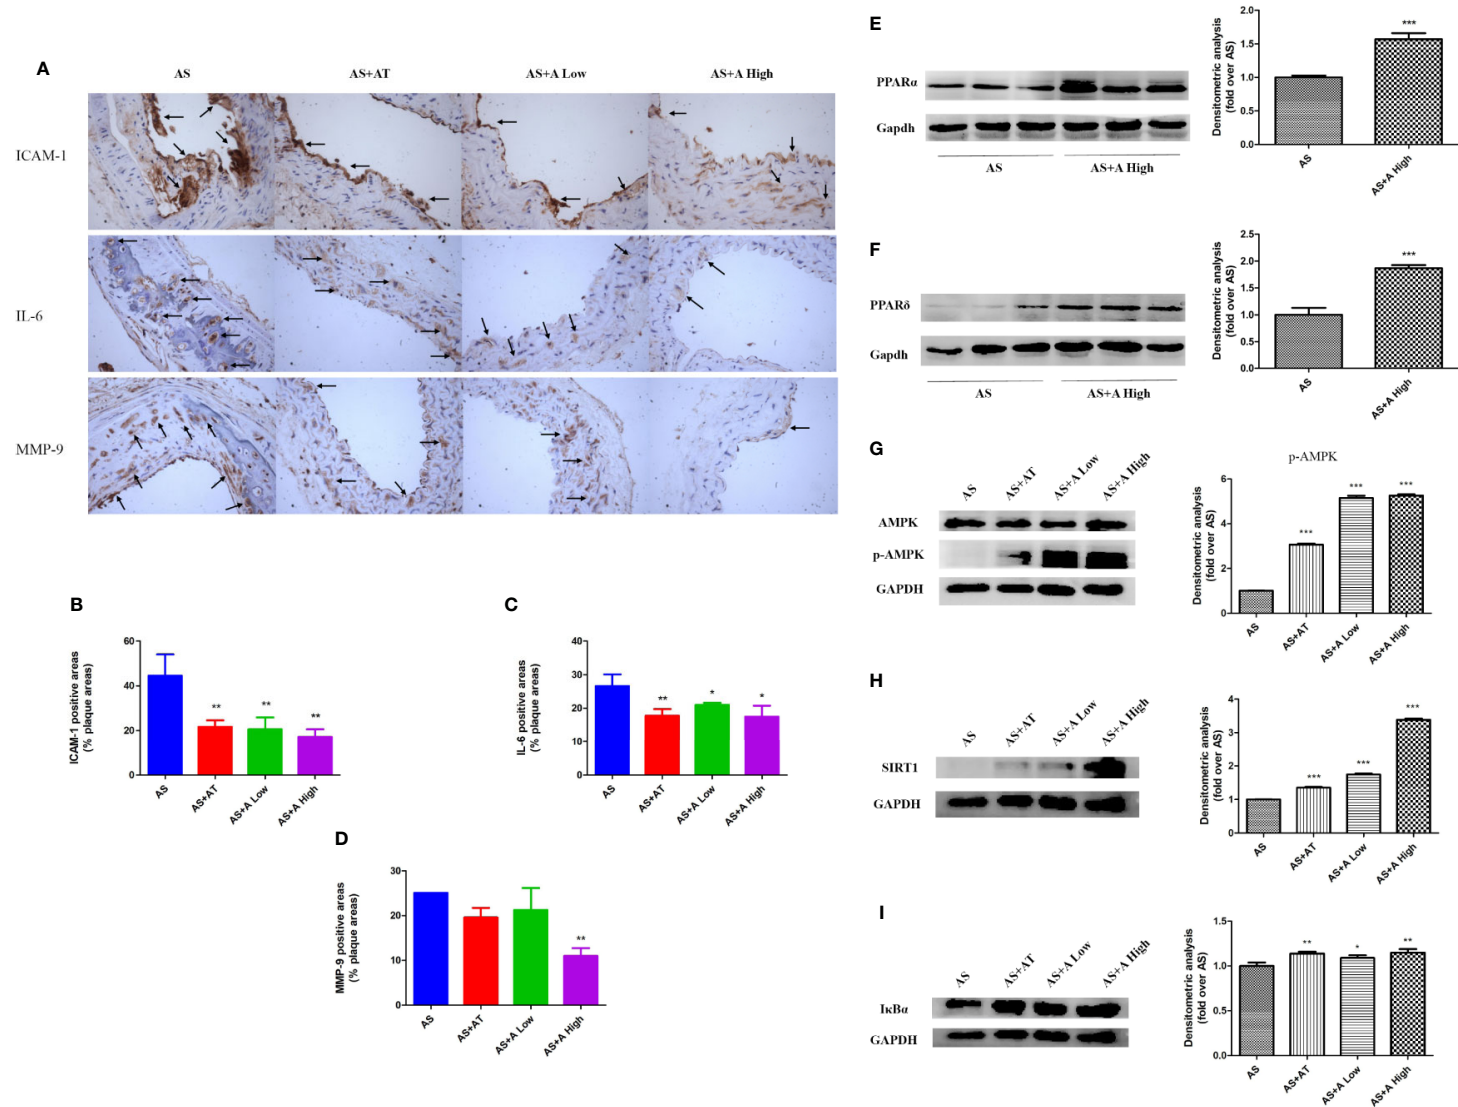 A
AS
AS+AT
AS+A Low
AS+A High
ICAM-1
IL-6
MMP-9
B
ICAM-1 positive areas
(% plaque areas)
60
40
20
0
** ** **
AS
AS+AT
AS+A Low
AS+A High
C
IL-6 positive areas
(% plaque areas)
40
30
20
10
0
** * *
AS
AS+AT
AS+A Low
AS+A High
D
MMP-9 positive areas
(% plaque areas)
30
20
10
0
**
AS
AS+AT
AS+A Low
AS+A High
E
PPARα
Gapdh
AS
AS+A High
Densitometric analysis
(fold over AS)
2.0
1.5
1.0
0.5
0.0
***
AS
AS+A High
F
PPARδ
Gapdh
AS
AS+A High
Densitometric analysis
(fold over AS)
2.5
2.0
1.5
1.0
0.5
0.0
***
AS
AS+A High
G
AS
AS+AT
AS+A Low
AS+A High
AMPK
p-AMPK
GAPDH
p-AMPK
Densitometric analysis
(fold over AS)
6
4
2
0
*** *** ***
AS
AS+AT
AS+A Low
AS+A High
H
AS
AS+AT
AS+A Low
AS+A High
SIRT1
GAPDH
Densitometric analysis
(fold over AS)
4
3
2
1
0
*** *** ***
AS
AS+AT
AS+A Low
AS+A High
I
AS
AS+AT
AS+A Low
AS+A High
IκBα
GAPDH
Densitometric analysis
(fold over AS)
1.5
1.0
0.5
0.0
** * **
AS
AS+AT
AS+A Low
AS+A High